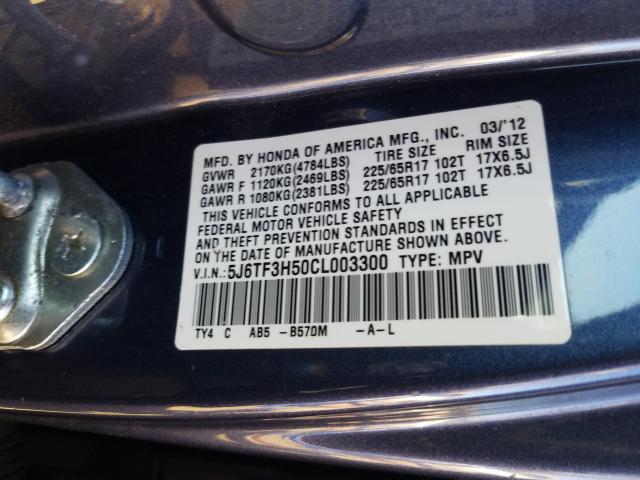 MFD. BY HONDA OF AMERICA MFG., INC. 03/'12
GVWR 2170KG(4784LBS) TIRE SIZE RIM SIZE
GAWR F 1120KG(2469LBS) 225/65R17 102T 17X6.5J
GAWR R 1080KG(2381LBS) 225/65R17 102T 17X6.5J
THIS VEHICLE CONFORMS TO ALL APPLICABLE
FEDERAL MOTOR VEHICLE SAFETY
AND THEFT PREVENTION STANDARDS IN EFFECT
ON THE DATE OF MANUFACTURE SHOWN ABOVE.
V.I.N.: 5J6TF3H50CL003300 TYPE: MPV
TY4 C AB5 -B570M -A-L